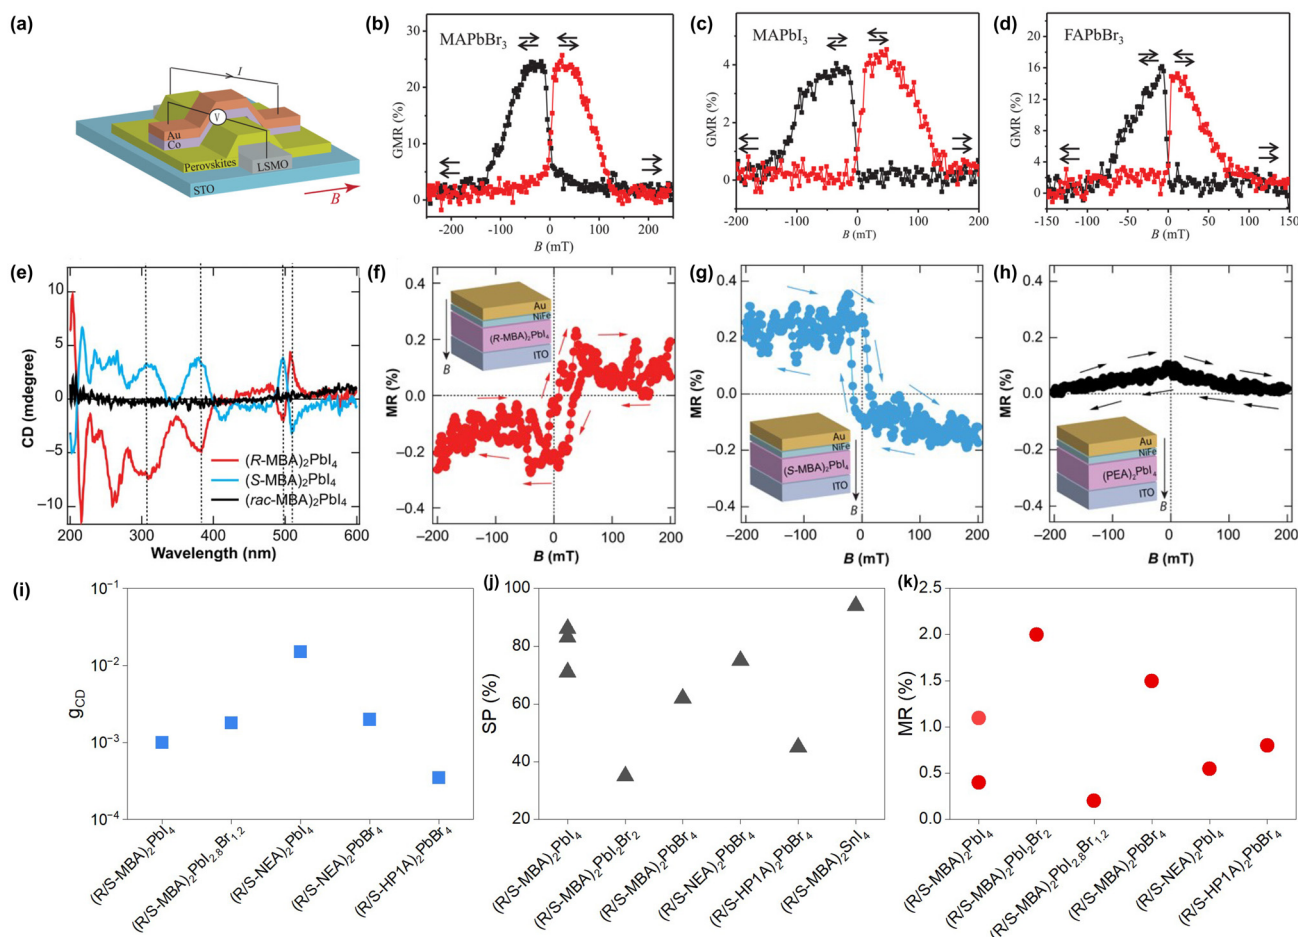 (a)
I
V
Au
Co
Perovskites
LSMO
STO
B
(b)
MAPbBr₃
GMR (%)
30
20
10
0
-200 -100 0 100 200
B (mT)
(c)
MAPbI₃
GMR (%)
6
4
2
0
-200 -100 0 100 200
B (mT)
(d)
FAPbBr₃
GMR (%)
20
16
12
8
4
0
-150 -100 -50 0 50 100 150
B (mT)
(e)
CD (mdegree)
10
5
0
−5
−10
(R-MBA)₂PbI₄
(S-MBA)₂PbI₄
(rac-MBA)₂PbI₄
200 300 400 500 600
Wavelength (nm)
(f)
MR (%)
0.4
0.2
0.0
−0.2
−0.4
Au
NiFe
(R-MBA)₂PbI₄
ITO
B
−200 −100 0 100 200
B (mT)
(g)
MR (%)
0.4
0.2
0.0
−0.2
−0.4
Au
NiFe
(S-MBA)₂PbI₄
ITO
B
−200 −100 0 100 200
B (mT)
(h)
MR (%)
0.4
0.2
0.0
−0.2
−0.4
Au
NiFe
(PEA)₂PbI₄
ITO
B
−200 −100 0 100 200
B (mT)
(i)
gCD
10⁻¹
10⁻²
10⁻³
10⁻⁴
(R/S-MBA)₂PbI₄
(R/S-MBA)₂PbI₂.₈Br₁.₂
(R/S-NEA)₂PbI₄
(R/S-NEA)₂PbBr₄
(R/S-HP1A)₂PbBr₄
(j)
SP (%)
100
80
60
40
20
(R/S-MBA)₂PbI₄
(R/S-MBA)₂PbI₂Br₂
(R/S-MBA)₂PbBr₄
(R/S-NEA)₂PbBr₄
(R/S-HP1A)₂PbBr₄
(R/S-MBA)₂SnI₄
(k)
MR (%)
2.5
2.0
1.5
1.0
0.5
0.0
(R/S-MBA)₂PbI₄
(R/S-MBA)₂PbI₂Br₂
(R/S-MBA)₂PbI₂.₈Br₁.₂
(R/S-MBA)₂PbBr₄
(R/S-NEA)₂PbI₄
(R/S-HP1A)₂PbBr₄